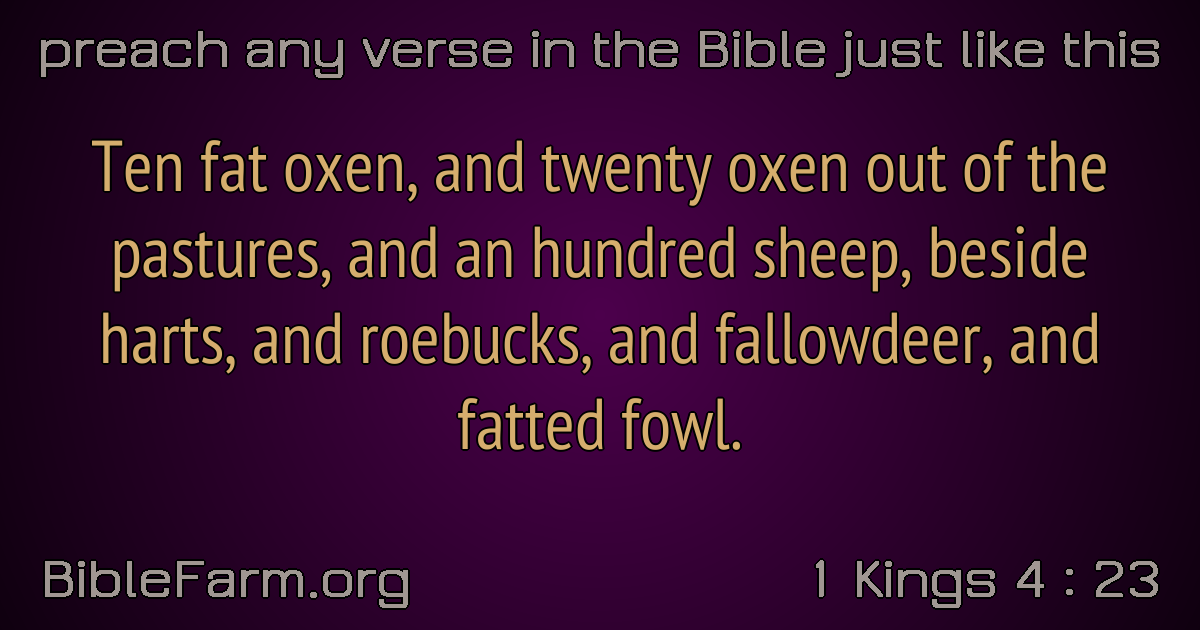 preach any verse in the Bible just like this
Ten fat oxen, and twenty oxen out of the
pastures, and an hundred sheep, beside
harts, and roebucks, and fallowdeer, and
fatted fowl.
BibleFarm.org
1 Kings 4 : 23